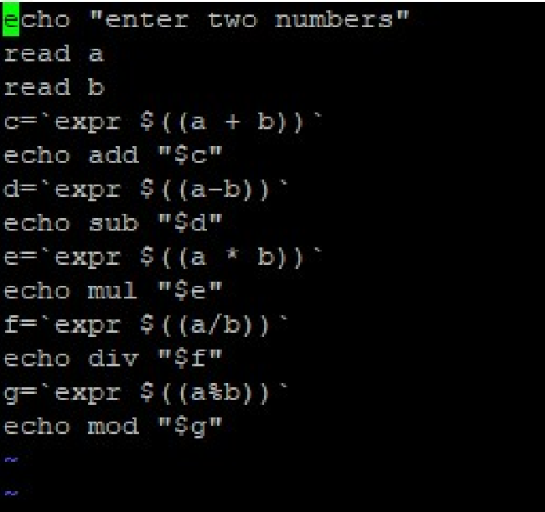 echo "enter two numbers"
read a
read b
c=`expr $((a + b))`
echo add "$c"
d=`expr $((a-b))`
echo sub "$d"
e=`expr $((a * b))`
echo mul "$e"
f=`expr $((a/b))`
echo div "$f"
g=`expr $((a%b))`
echo mod "$g"
~
~